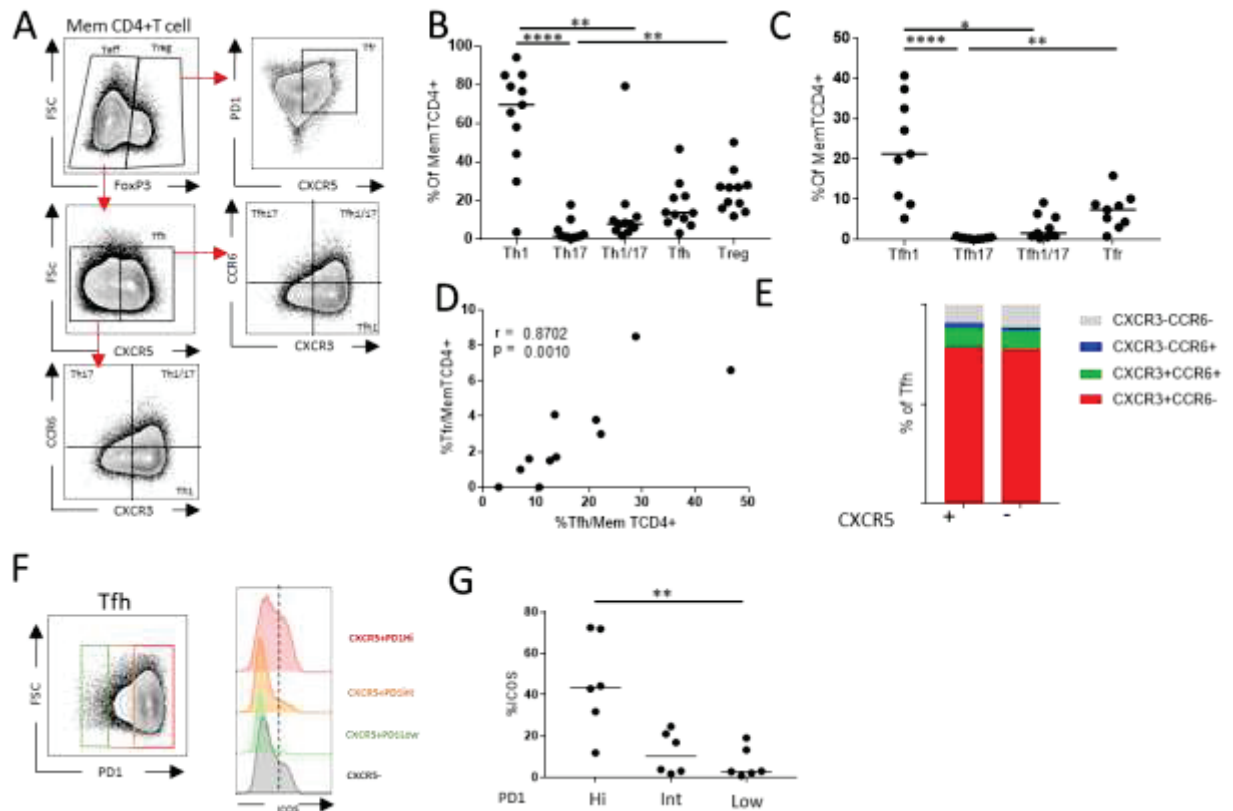 A
Mem CD4+T cell
Teff
Treg
FSC
FoxP3
Tfr
PD1
CXCR5
Tfh
FSC
CXCR5
Tfh17
Tfh1/17
CCR6
Tfh1
CXCR3
Th17
Th1/17
CCR6
Th1
CXCR3
B
**
****
**
%Of MemTCD4+
100
80
60
40
20
0
Th1 Th17 Th1/17 Tfh Treg
C
*
****
**
%Of MemTCD4+
50
40
30
20
10
0
Tfh1 Tfh17 Tfh1/17 Tfr
D
r = 0.8702
P = 0.0010
%Tfr/MemTCD4+
10
8
6
4
2
0
0 10 20 30 40 50
%Tfh/Mem TCD4+
E
% of Tfh
CXCR5 + -
CXCR3-CCR6-
CXCR3-CCR6+
CXCR3+CCR6+
CXCR3+CCR6-
F
Tfh
FSC
PD1
CXCR5+PD1Hi
CXCR5+PD1int
CXCR5+PD1Low
CXCR5-
ICOS
G
**
%ICOS
80
60
40
20
0
PD1 Hi Int Low